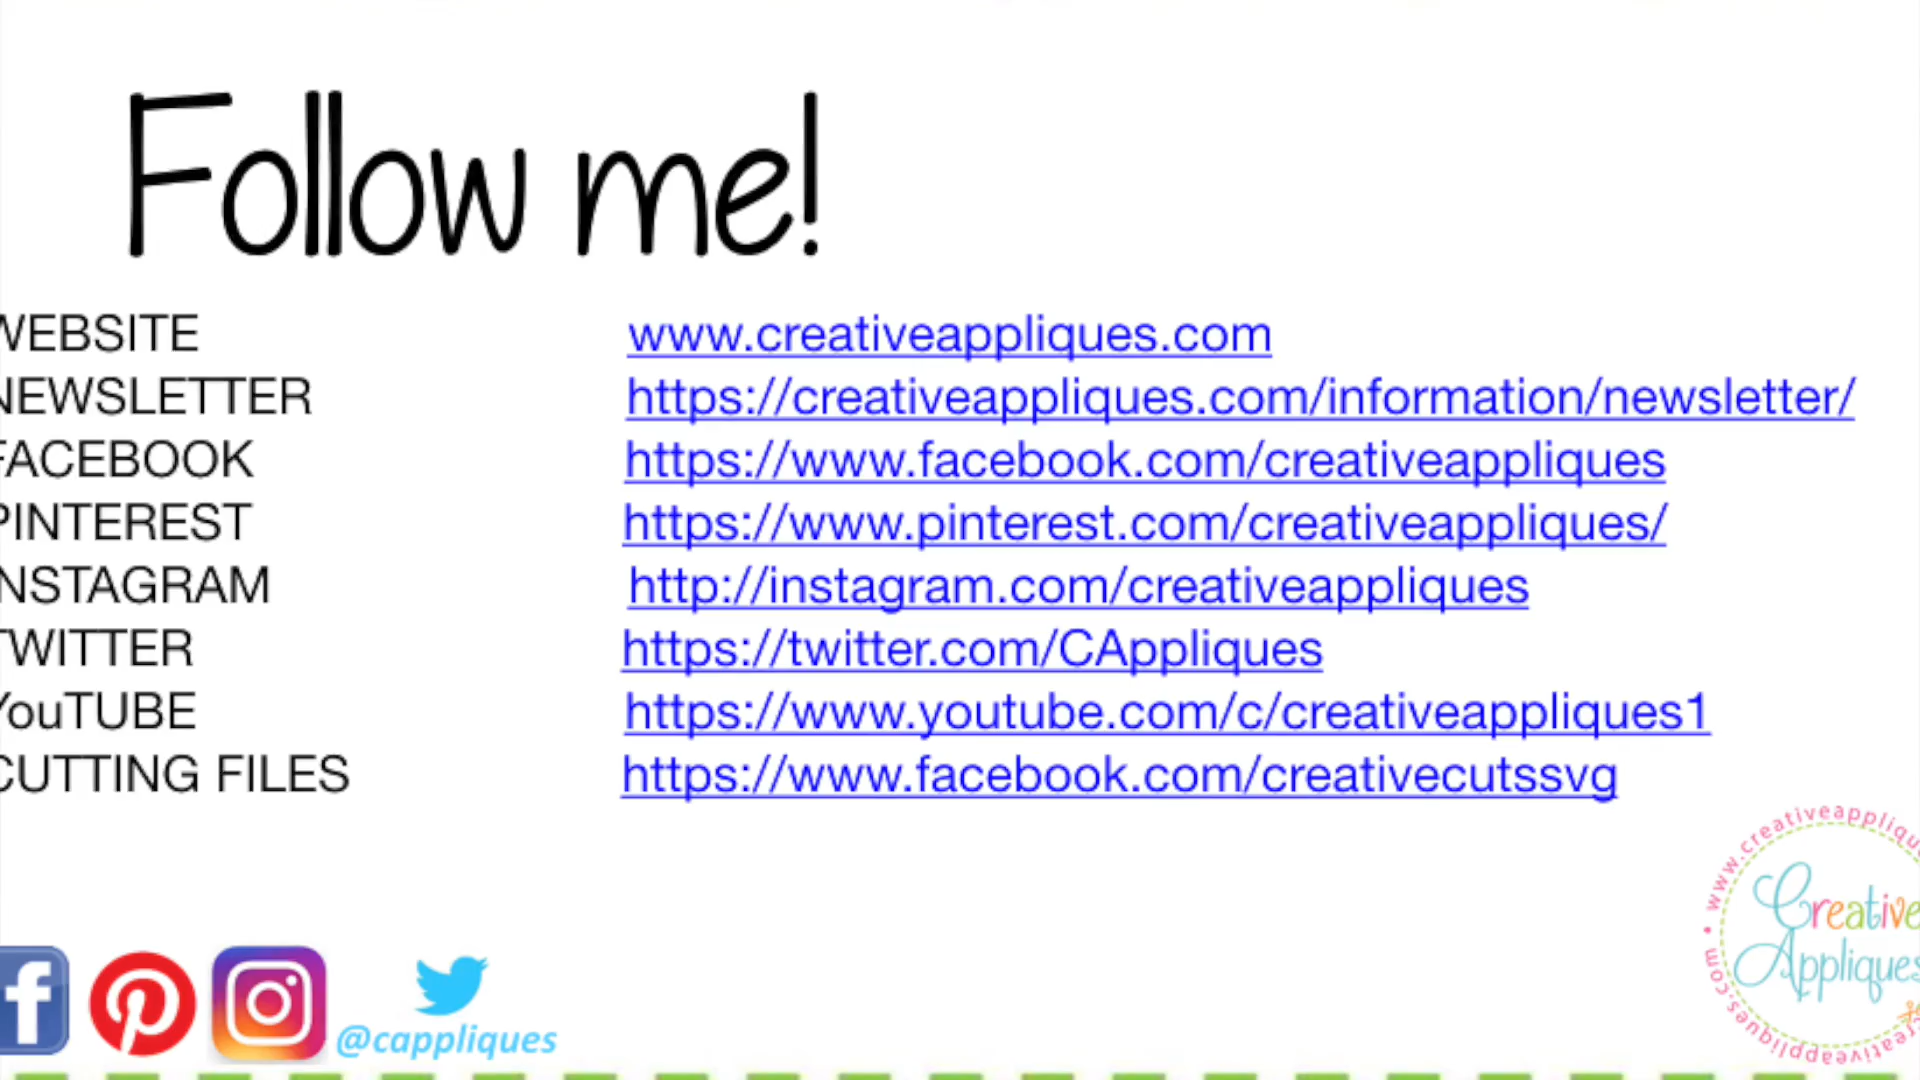 Follow me!
WEBSITE www.creativeappliques.com
NEWSLETTER https://creativeappliques.com/information/newsletter/
FACEBOOK https://www.facebook.com/creativeappliques
PINTEREST https://www.pinterest.com/creativeappliques/
INSTAGRAM http://instagram.com/creativeappliques
TWITTER https://twitter.com/CAppliques
YouTUBE https://www.youtube.com/c/creativeappliques1
CUTTING FILES https://www.facebook.com/creativecutssvg
@cappliques
Creative
Appliques